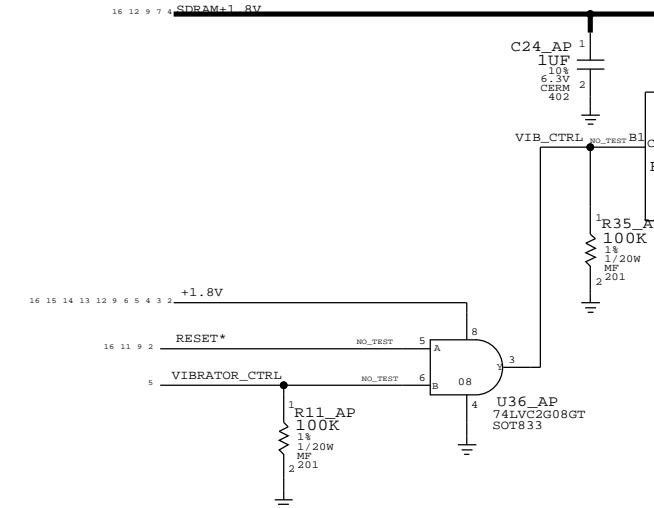 16 12 9 7 4 SDRAM+1.8V
C24_AP 1
1UF
10%
6.3V
CERM 2
402
VIB_CTRL NO_TEST B1
C
1 R35_A
100K
1%
1/20W
MF
2 201
16 15 14 13 12 9 6 5 4 3 2 +1.8V
8
16 11 9 2 RESET* NO_TEST 5 A
Y 3
5 VIBRATOR_CTRL NO_TEST 6 B 08
4 U36_AP
74LVC2G08GT
SOT833
1 R11_AP
100K
1%
1/20W
MF
2 201